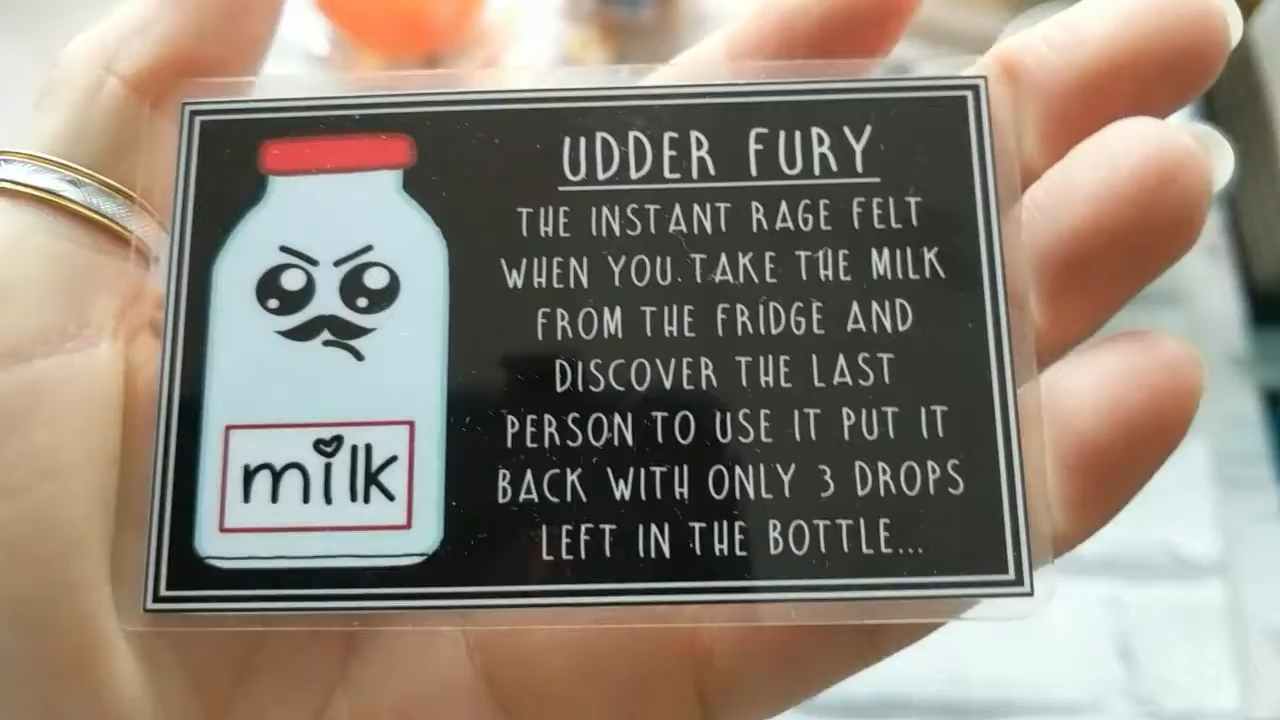 UDDER FURY
THE INSTANT RAGE FELT
WHEN YOU TAKE THE MILK
FROM THE FRIDGE AND
DISCOVER THE LAST
PERSON TO USE IT PUT IT
BACK WITH ONLY 3 DROPS
LEFT IN THE BOTTLE...
milk